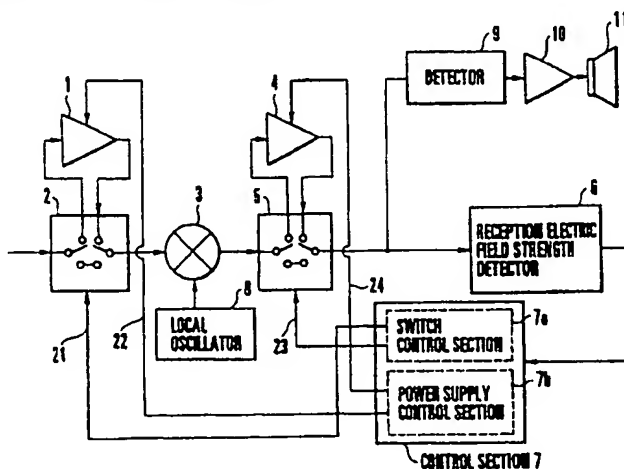 9
10
11
DETECTOR
1
4
2
3
5
6
RECEPTION ELECTRIC
FIELD STRENGTH
DETECTOR
8
LOCAL
OSCILLATOR
24
21
22
23
7a
SWITCH
CONTROL SECTION
7b
POWER SUPPLY
CONTROL SECTION
CONTROL SECTION 7